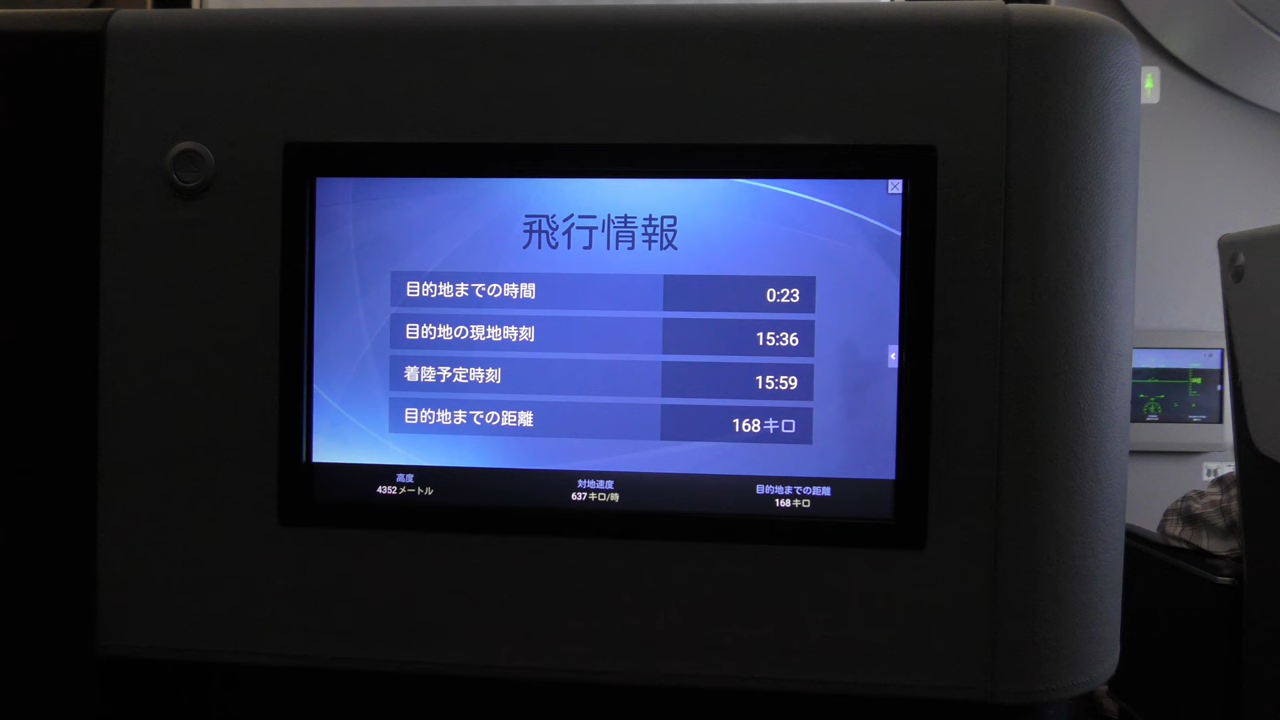 飛行情報
目的地までの時間 0:23
目的地の現地時刻 15:36
着陸予定時刻 15:59
目的地までの距離 168キロ
高度 対地速度 目的地までの距離
4352メートル 637キロ/時 168キロ